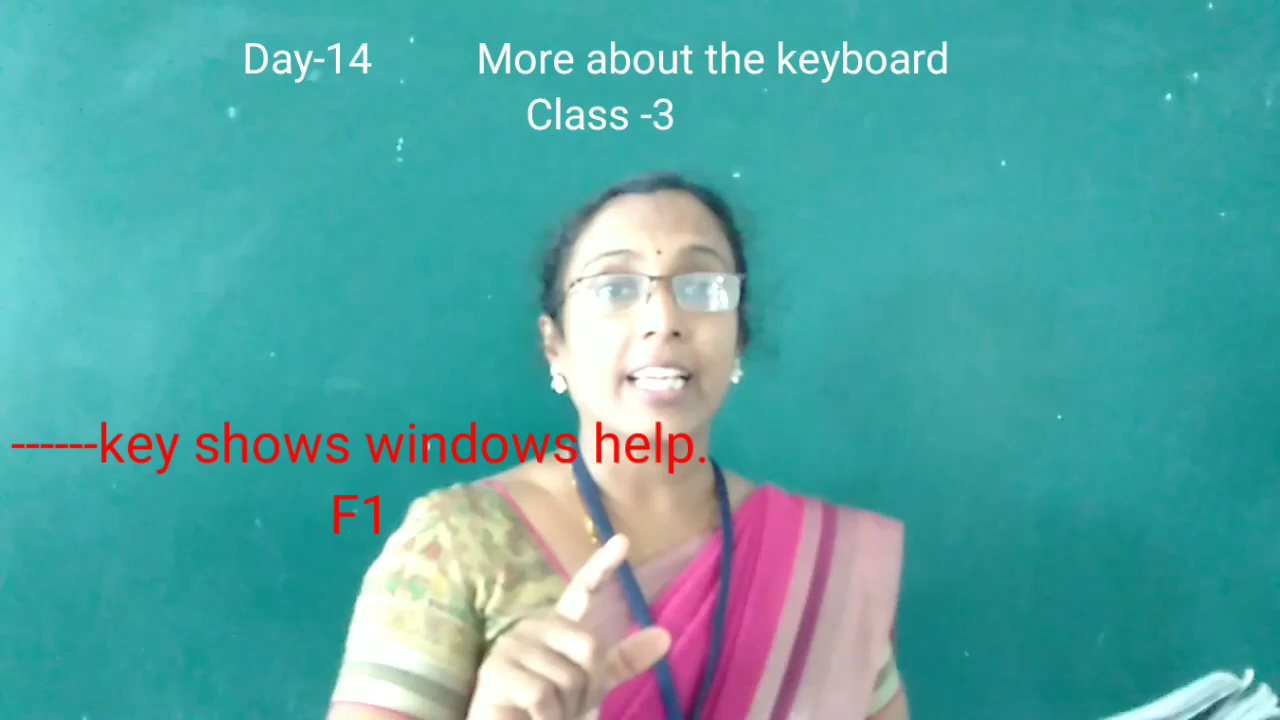 Day-14 More about the keyboard
Class -3
------key shows windows help.
F1